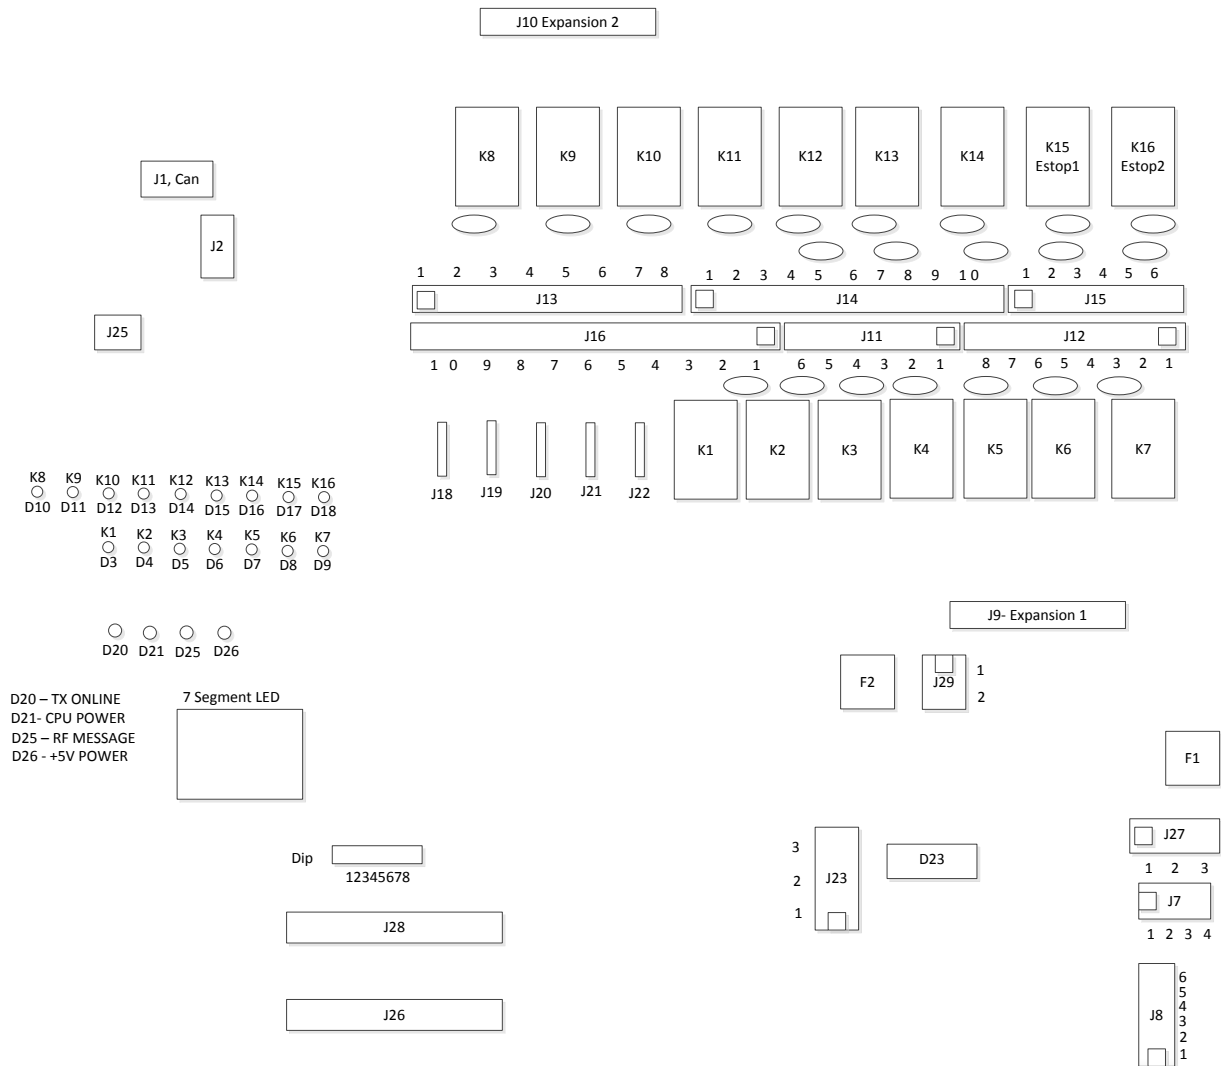 J10 Expansion 2
K8 K9 K10 K11 K12 K13 K14 K15 K16
Estop1 Estop2
J1, Can
J2
1 2 3 4 5 6 7 8 1 2 3 4 5 6 7 8 9 10 1 2 3 4 5 6
J13 J14 J15
J25
J16 J11 J12
10 9 8 7 6 5 4 3 2 1 6 5 4 3 2 1 8 7 6 5 4 3 2 1
K1 K2 K3 K4 K5 K6 K7
J18 J19 J20 J21 J22
K8 K9 K10 K11 K12 K13 K14 K15 K16
D10 D11 D12 D13 D14 D15 D16 D17 D18
K1 K2 K3 K4 K5 K6 K7
D3 D4 D5 D6 D7 D8 D9
J9- Expansion 1
D20 D21 D25 D26
F2 J29
1
2
D20 – TX ONLINE
D21- CPU POWER
D25 – RF MESSAGE
D26 - +5V POWER
7 Segment LED
F1
J27
1 2 3
Dip
12345678
3
2
1
J23
D23
J7
1 2 3 4
J28
J26
J8
6
5
4
3
2
1